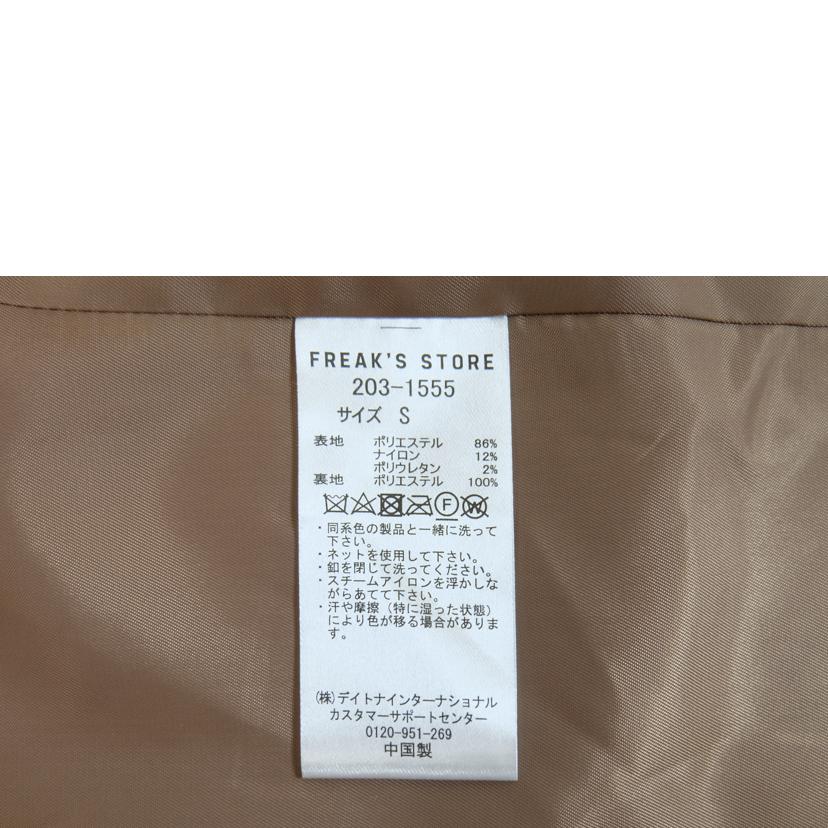 FREAK'S STORE
203-1555
サイズ S
表地 ポリエステル 86%
ナイロン 12%
ポリウレタン 2%
裏地 ポリエステル 100%
F W
・同系色の製品と一緒に洗って
下さい。
・ネットを使用して下さい。
・釦を閉じて洗ってください。
・スチームアイロンを浮かしな
がらあてて下さい。
・汗や摩擦（特に湿った状態）
により色が移る場合がありま
す。
(株)デイトナインターナショナル
カスタマーサポートセンター
0120-951-269
中国製